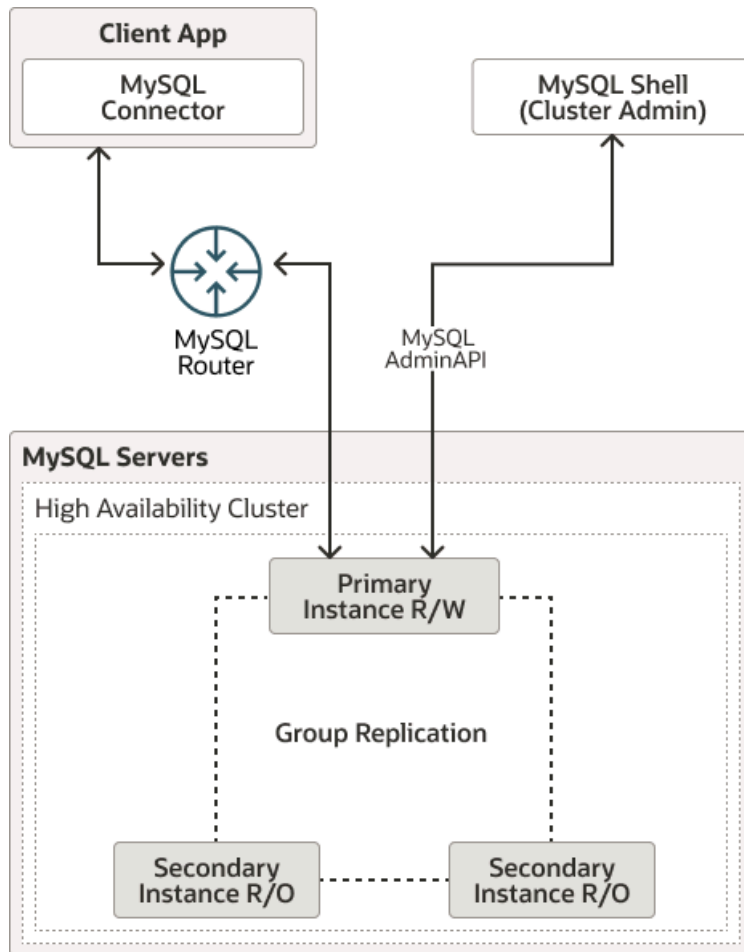 Client App
MySQL
Connector
MySQL Shell
(Cluster Admin)
MySQL
Router
MySQL
AdminAPI
MySQL Servers
High Availability Cluster
Primary
Instance R/W
Group Replication
Secondary
Instance R/O
Secondary
Instance R/O